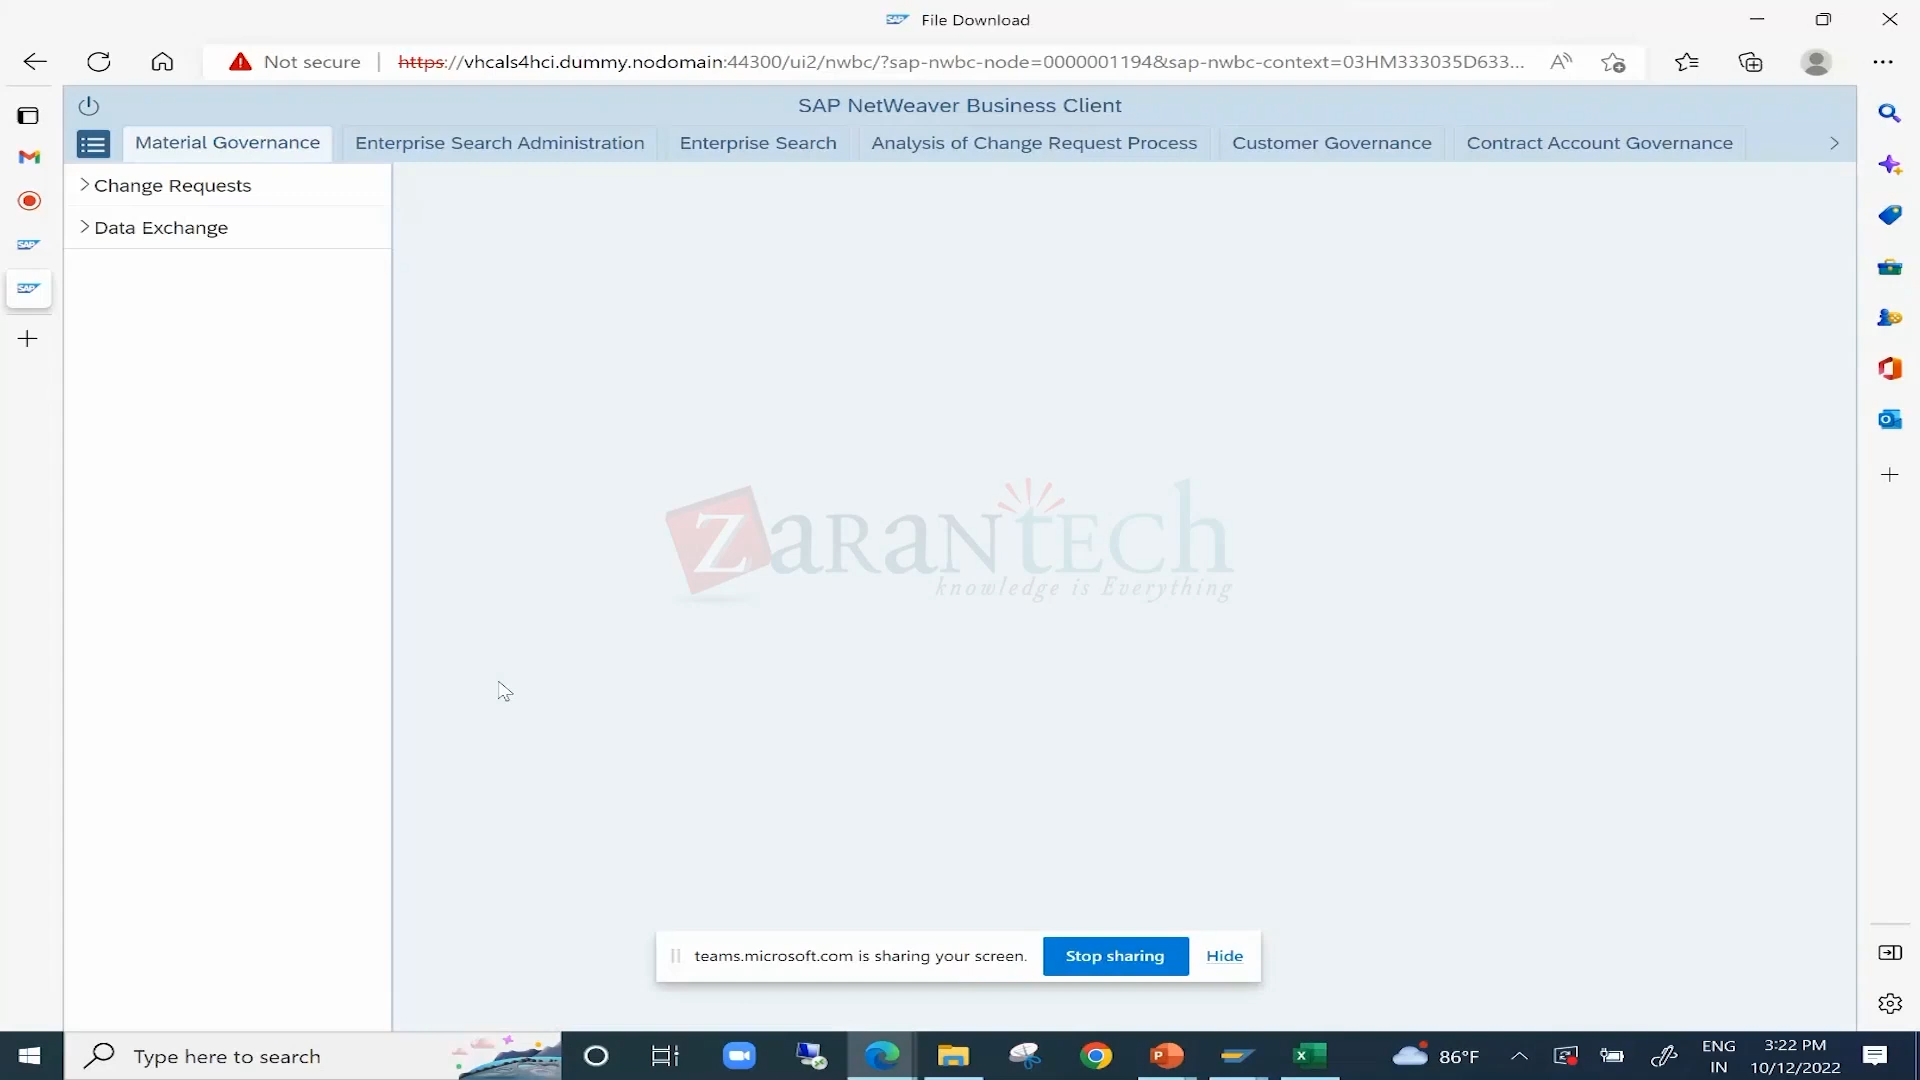 SAP File Download
Not secure https://vhcals4hci.dummy.nodomain:44300/ui2/nwbc/?sap-nwbc-node=0000001194&sap-nwbc-context=03HM333035D633...
SAP NetWeaver Business Client
Material Governance Enterprise Search Administration Enterprise Search Analysis of Change Request Process Customer Governance Contract Account Governance
Change Requests
Data Exchange
SAP
SAP
ZaranTech
knowledge is Everything
teams.microsoft.com is sharing your screen. Stop sharing Hide
Type here to search
86°F
ENG
IN
3:22 PM
10/12/2022